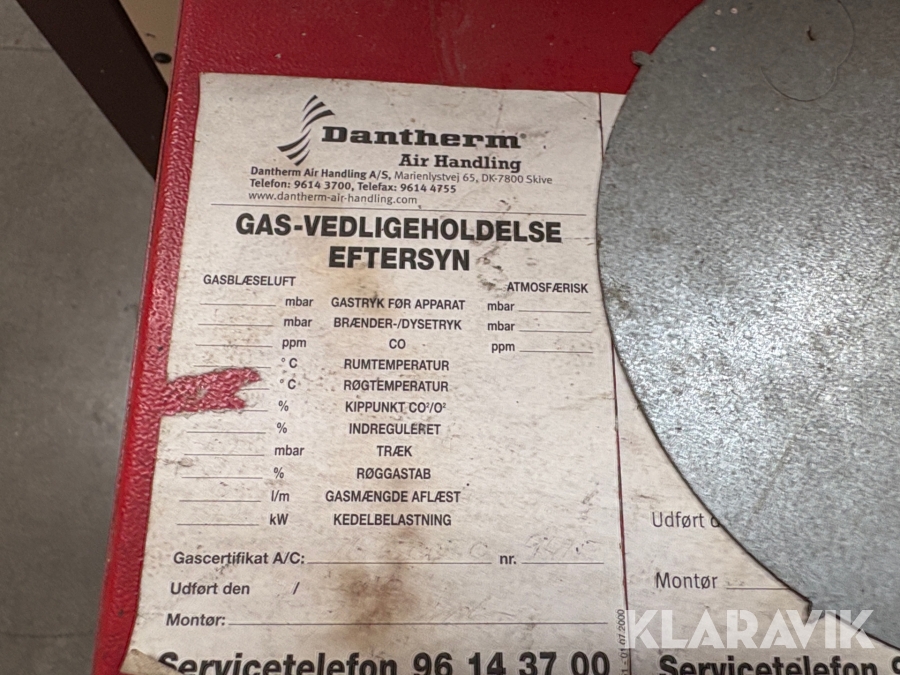 Dantherm®
Air Handling
Dantherm Air Handling A/S, Marienlystvej 65, DK-7800 Skive
Telefon: 9614 3700, Telefax: 9614 4755
www.dantherm-air-handling.com
GAS-VEDLIGEHOLDELSE
EFTERSYN
GASBLÆSELUFT ATMOSFÆRISK
mbar GASTRYK FØR APPARAT mbar
mbar BRÆNDER-/DYSETRYK mbar
ppm CO ppm
°C RUMTEMPERATUR
°C RØGTEMPERATUR
% KIPPUNKT CO²/O²
% INDREGULERET
mbar TRÆK
% RØGGASTAB
l/m GASMÆNGDE AFLÆST
kW KEDELBELASTNING
Gascertifikat A/C: nr.
Udført den /
Montør:
Servicetelefon 96 14 37 00
01.07.2000
Udført
Montør
Servicetelefon
KLARAVIK